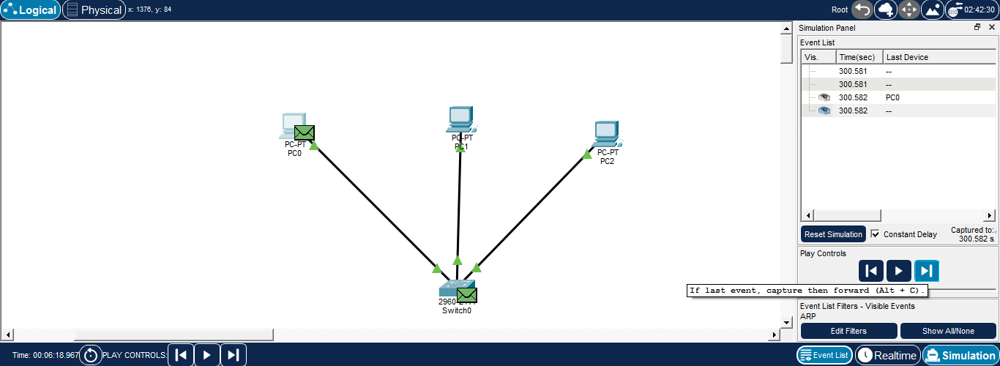 Logical Physical x: 1376, y: 84 Root 02:42:30
Simulation Panel
Event List
Vis. Time(sec) Last Device
300.581 --
300.581 --
300.582 PC0
300.582 --
PC-PT
PC0
PC-PT
PC1
PC-PT
PC2
Reset Simulation Constant Delay Captured to:
300.582 s
Play Controls
If last event, capture then forward (Alt + C).
Switch0
Event List Filters - Visible Events
ARP
Edit Filters Show All/None
Time: 00:06:18.967 PLAY CONTROLS: Event List Realtime Simulation